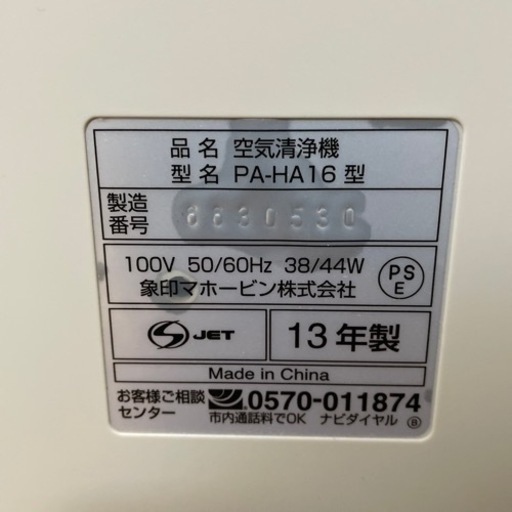 品名 空気清浄機
型名 PA-HA16 型
製造番号 6630530
100V 50/60Hz 38/44W
象印マホービン株式会社
PS
E
S JET
13年製
Made in China
お客様ご相談センター 0570-011874
市内通話料でOK ナビダイヤル Ⓑ